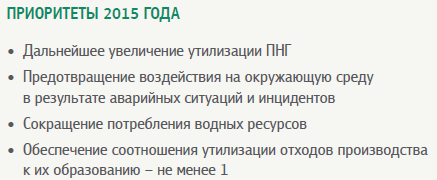 ПРИОРИТЕТЫ 2015 ГОДА
• Дальнейшее увеличение утилизации ПНГ
• Предотвращение воздействия на окружающую среду
в результате аварийных ситуаций и инцидентов
• Сокращение потребления водных ресурсов
• Обеспечение соотношения утилизации отходов производства
к их образованию – не менее 1